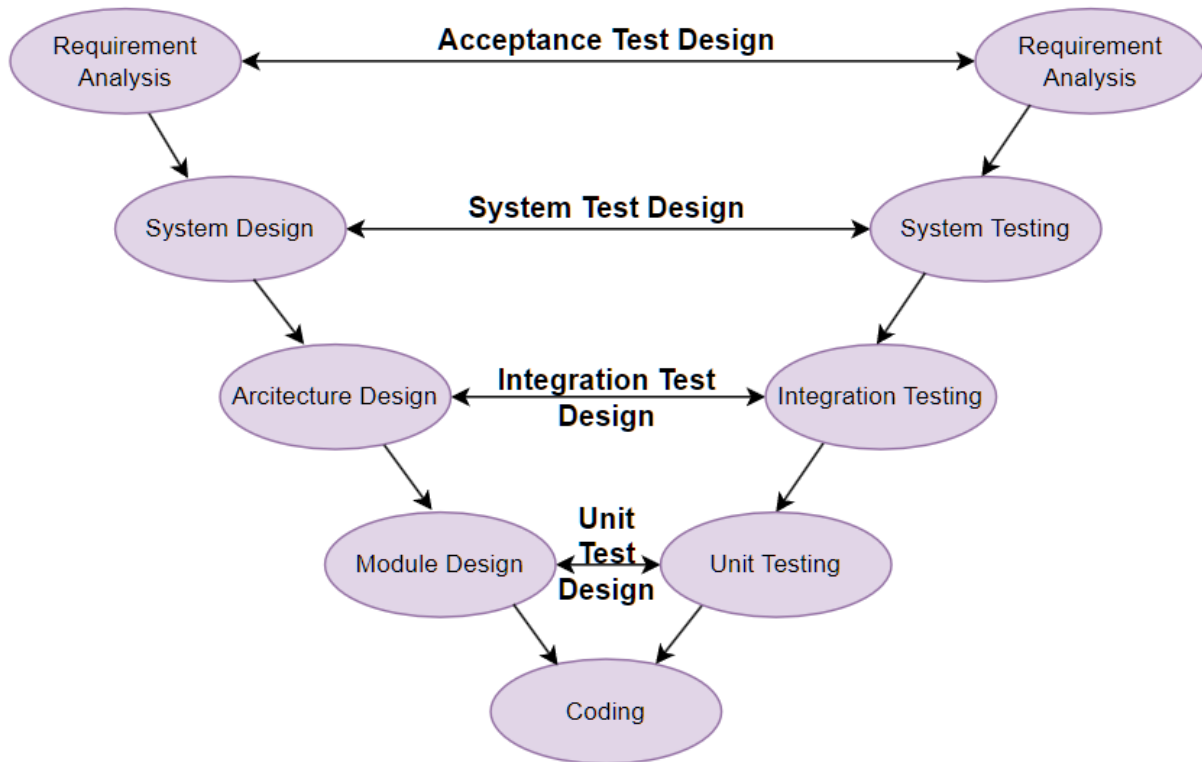 Requirement
Analysis
Acceptance Test Design
Requirement
Analysis
System Design
System Test Design
System Testing
Arcitecture Design
Integration Test
Design
Integration Testing
Module Design
Unit
Test
Design
Unit Testing
Coding